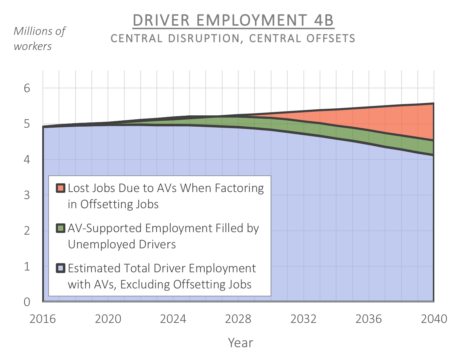 DRIVER EMPLOYMENT 4B
CENTRAL DISRUPTION, CENTRAL OFFSETS
Millions of
workers
6
5
4
3
2
1
0
Lost Jobs Due to AVs When Factoring
in Offsetting Jobs
AV-Supported Employment Filled by
Unemployed Drivers
Estimated Total Driver Employment
with AVs, Excluding Offsetting Jobs
2016 2020 2024 2028 2032 2036 2040
Year